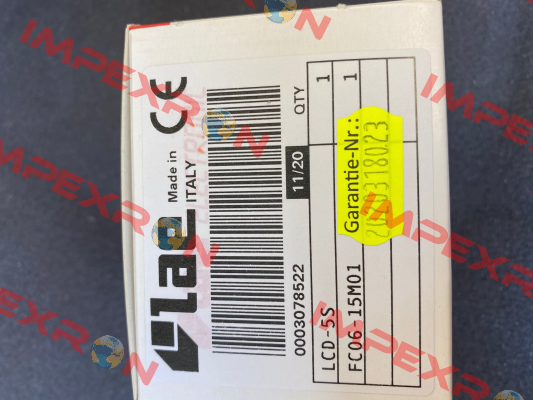 lae
Made in
ITALY
CE
0003078522
11/20
QTY
LCD-5S
1
FC06-15M01
1
Garantie-Nr.:
IMPEXRON
IMPEXRON
IMPEXRON
IMPEXRON